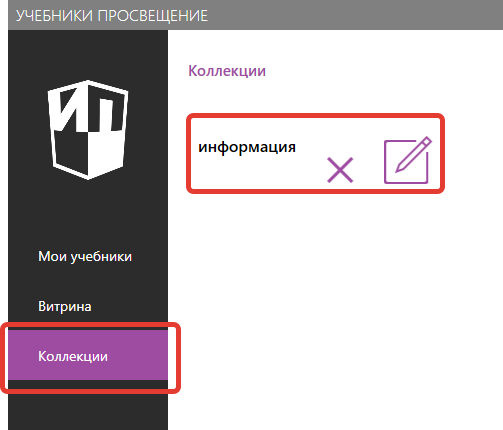 УЧЕБНИКИ ПРОСВЕЩЕНИЕ
Коллекции
информация
Мои учебники
Витрина
Коллекции